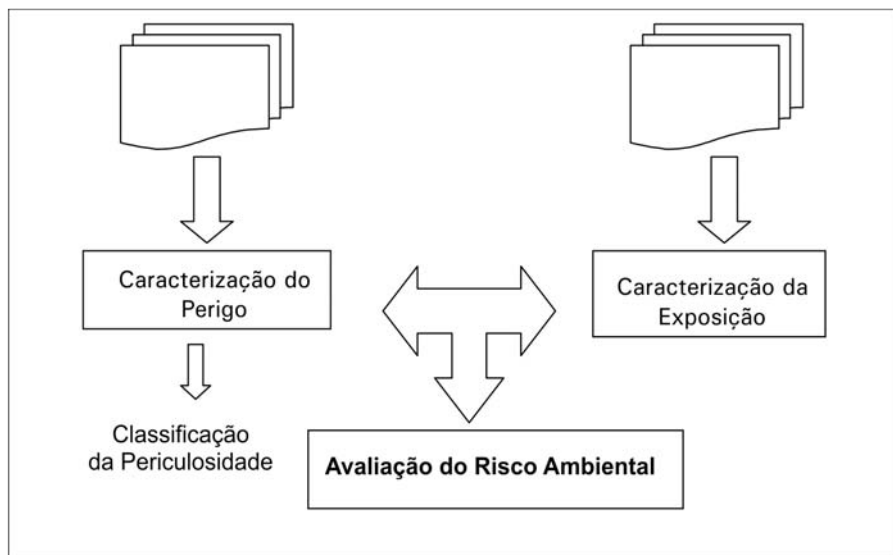 Caracterização do
Perigo
Caracterização da
Exposição
Classificação
da Periculosidade
Avaliação do Risco Ambiental